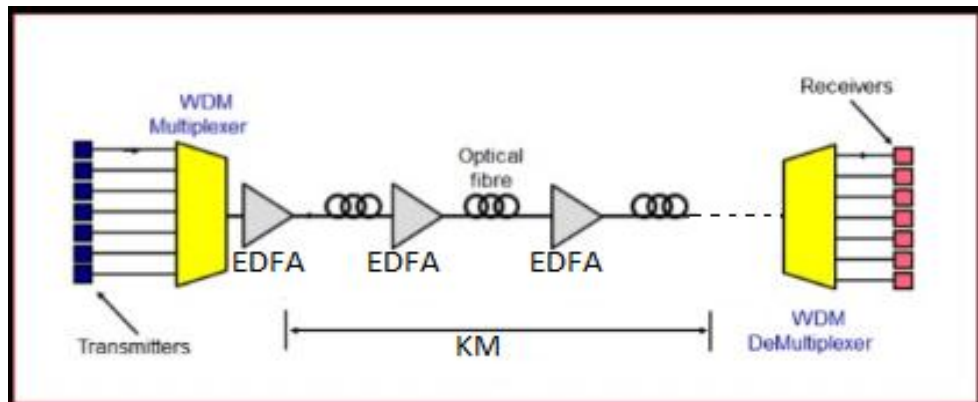 WDM
Multiplexer
Receivers
Optical
fibre
EDFA
EDFA
EDFA
Transmitters
KM
WDM
DeMultiplexer